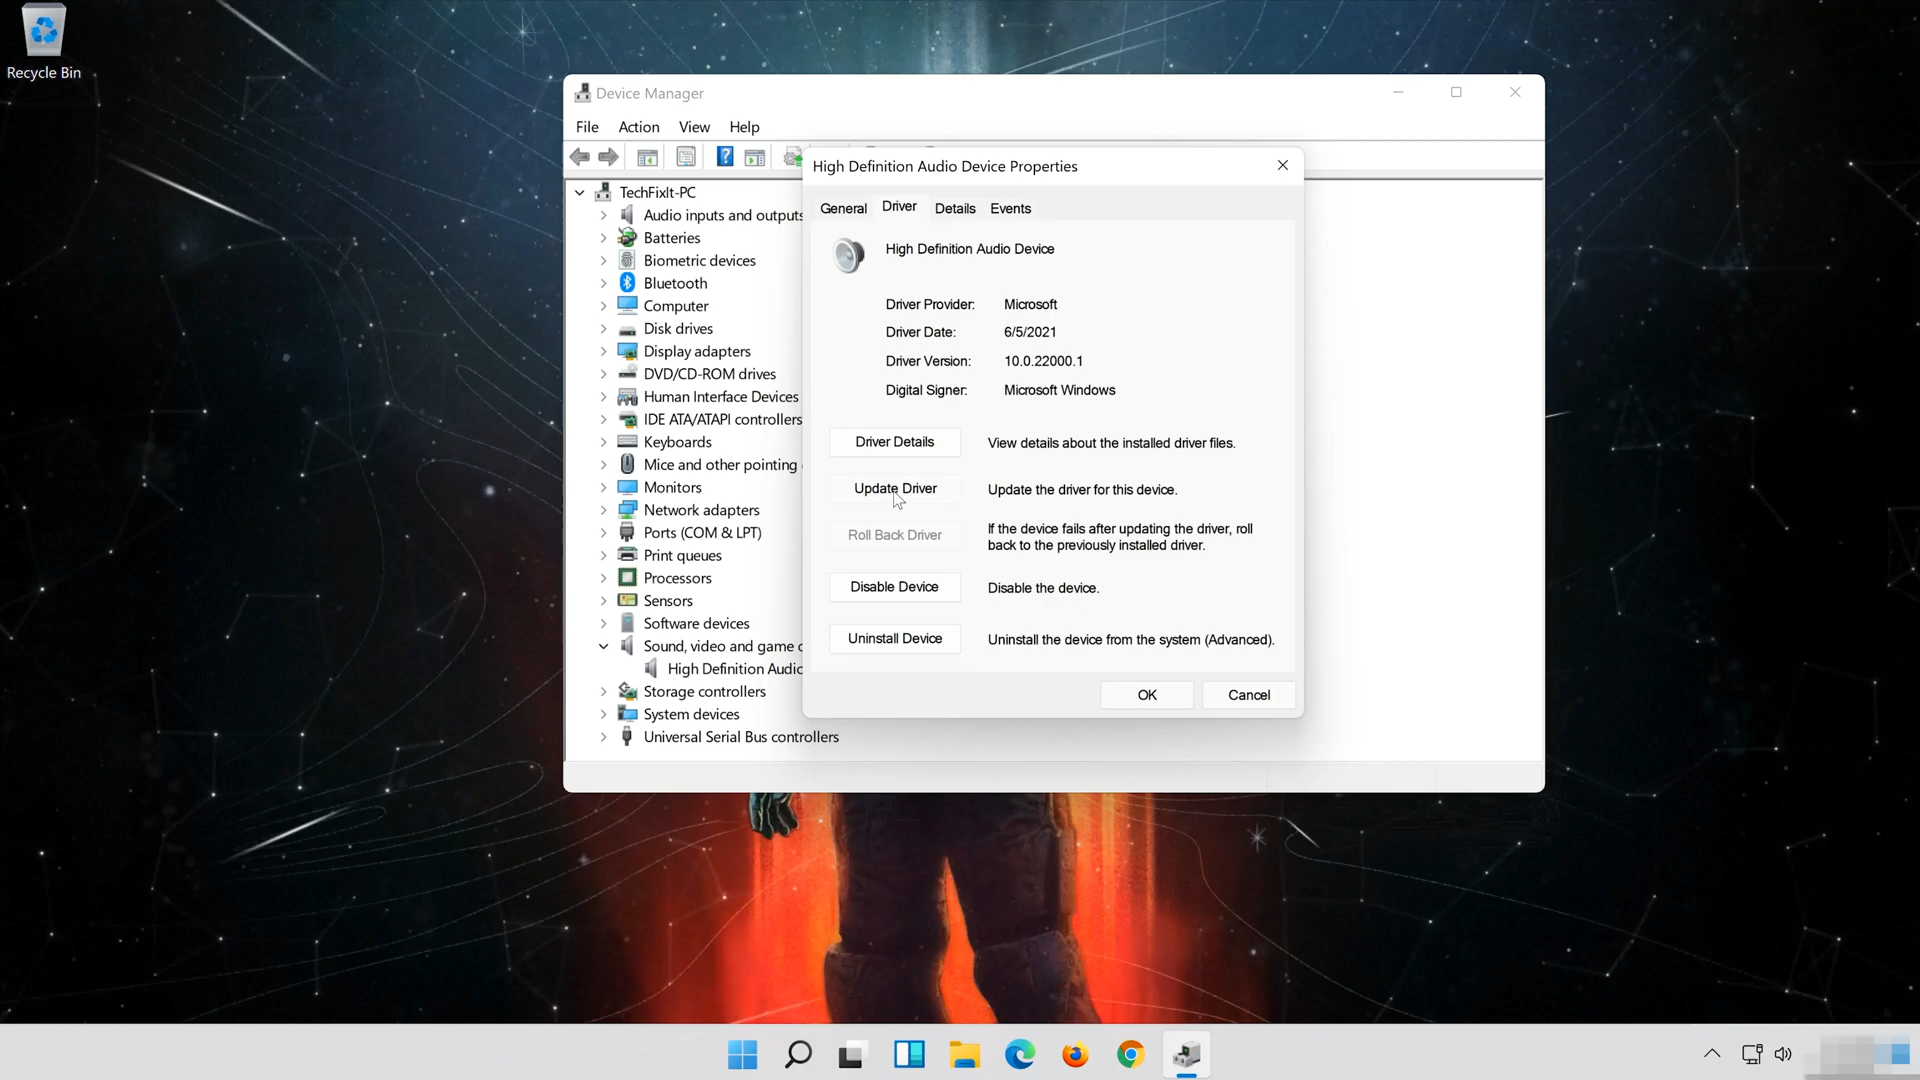 Recycle Bin
Device Manager
File Action View Help
High Definition Audio Device Properties
General Driver Details Events
High Definition Audio Device
Driver Provider: Microsoft
Driver Date: 6/5/2021
Driver Version: 10.0.22000.1
Digital Signer: Microsoft Windows
Driver Details View details about the installed driver files.
Update Driver Update the driver for this device.
Roll Back Driver If the device fails after updating the driver, roll
back to the previously installed driver.
Disable Device Disable the device.
Uninstall Device Uninstall the device from the system (Advanced).
OK Cancel
TechFixIt-PC
Audio inputs and outputs
Batteries
Biometric devices
Bluetooth
Computer
Disk drives
Display adapters
DVD/CD-ROM drives
Human Interface Devices
IDE ATA/ATAPI controllers
Keyboards
Mice and other pointing
Monitors
Network adapters
Ports (COM & LPT)
Print queues
Processors
Sensors
Software devices
Sound, video and game
High Definition Audio
Storage controllers
System devices
Universal Serial Bus controllers